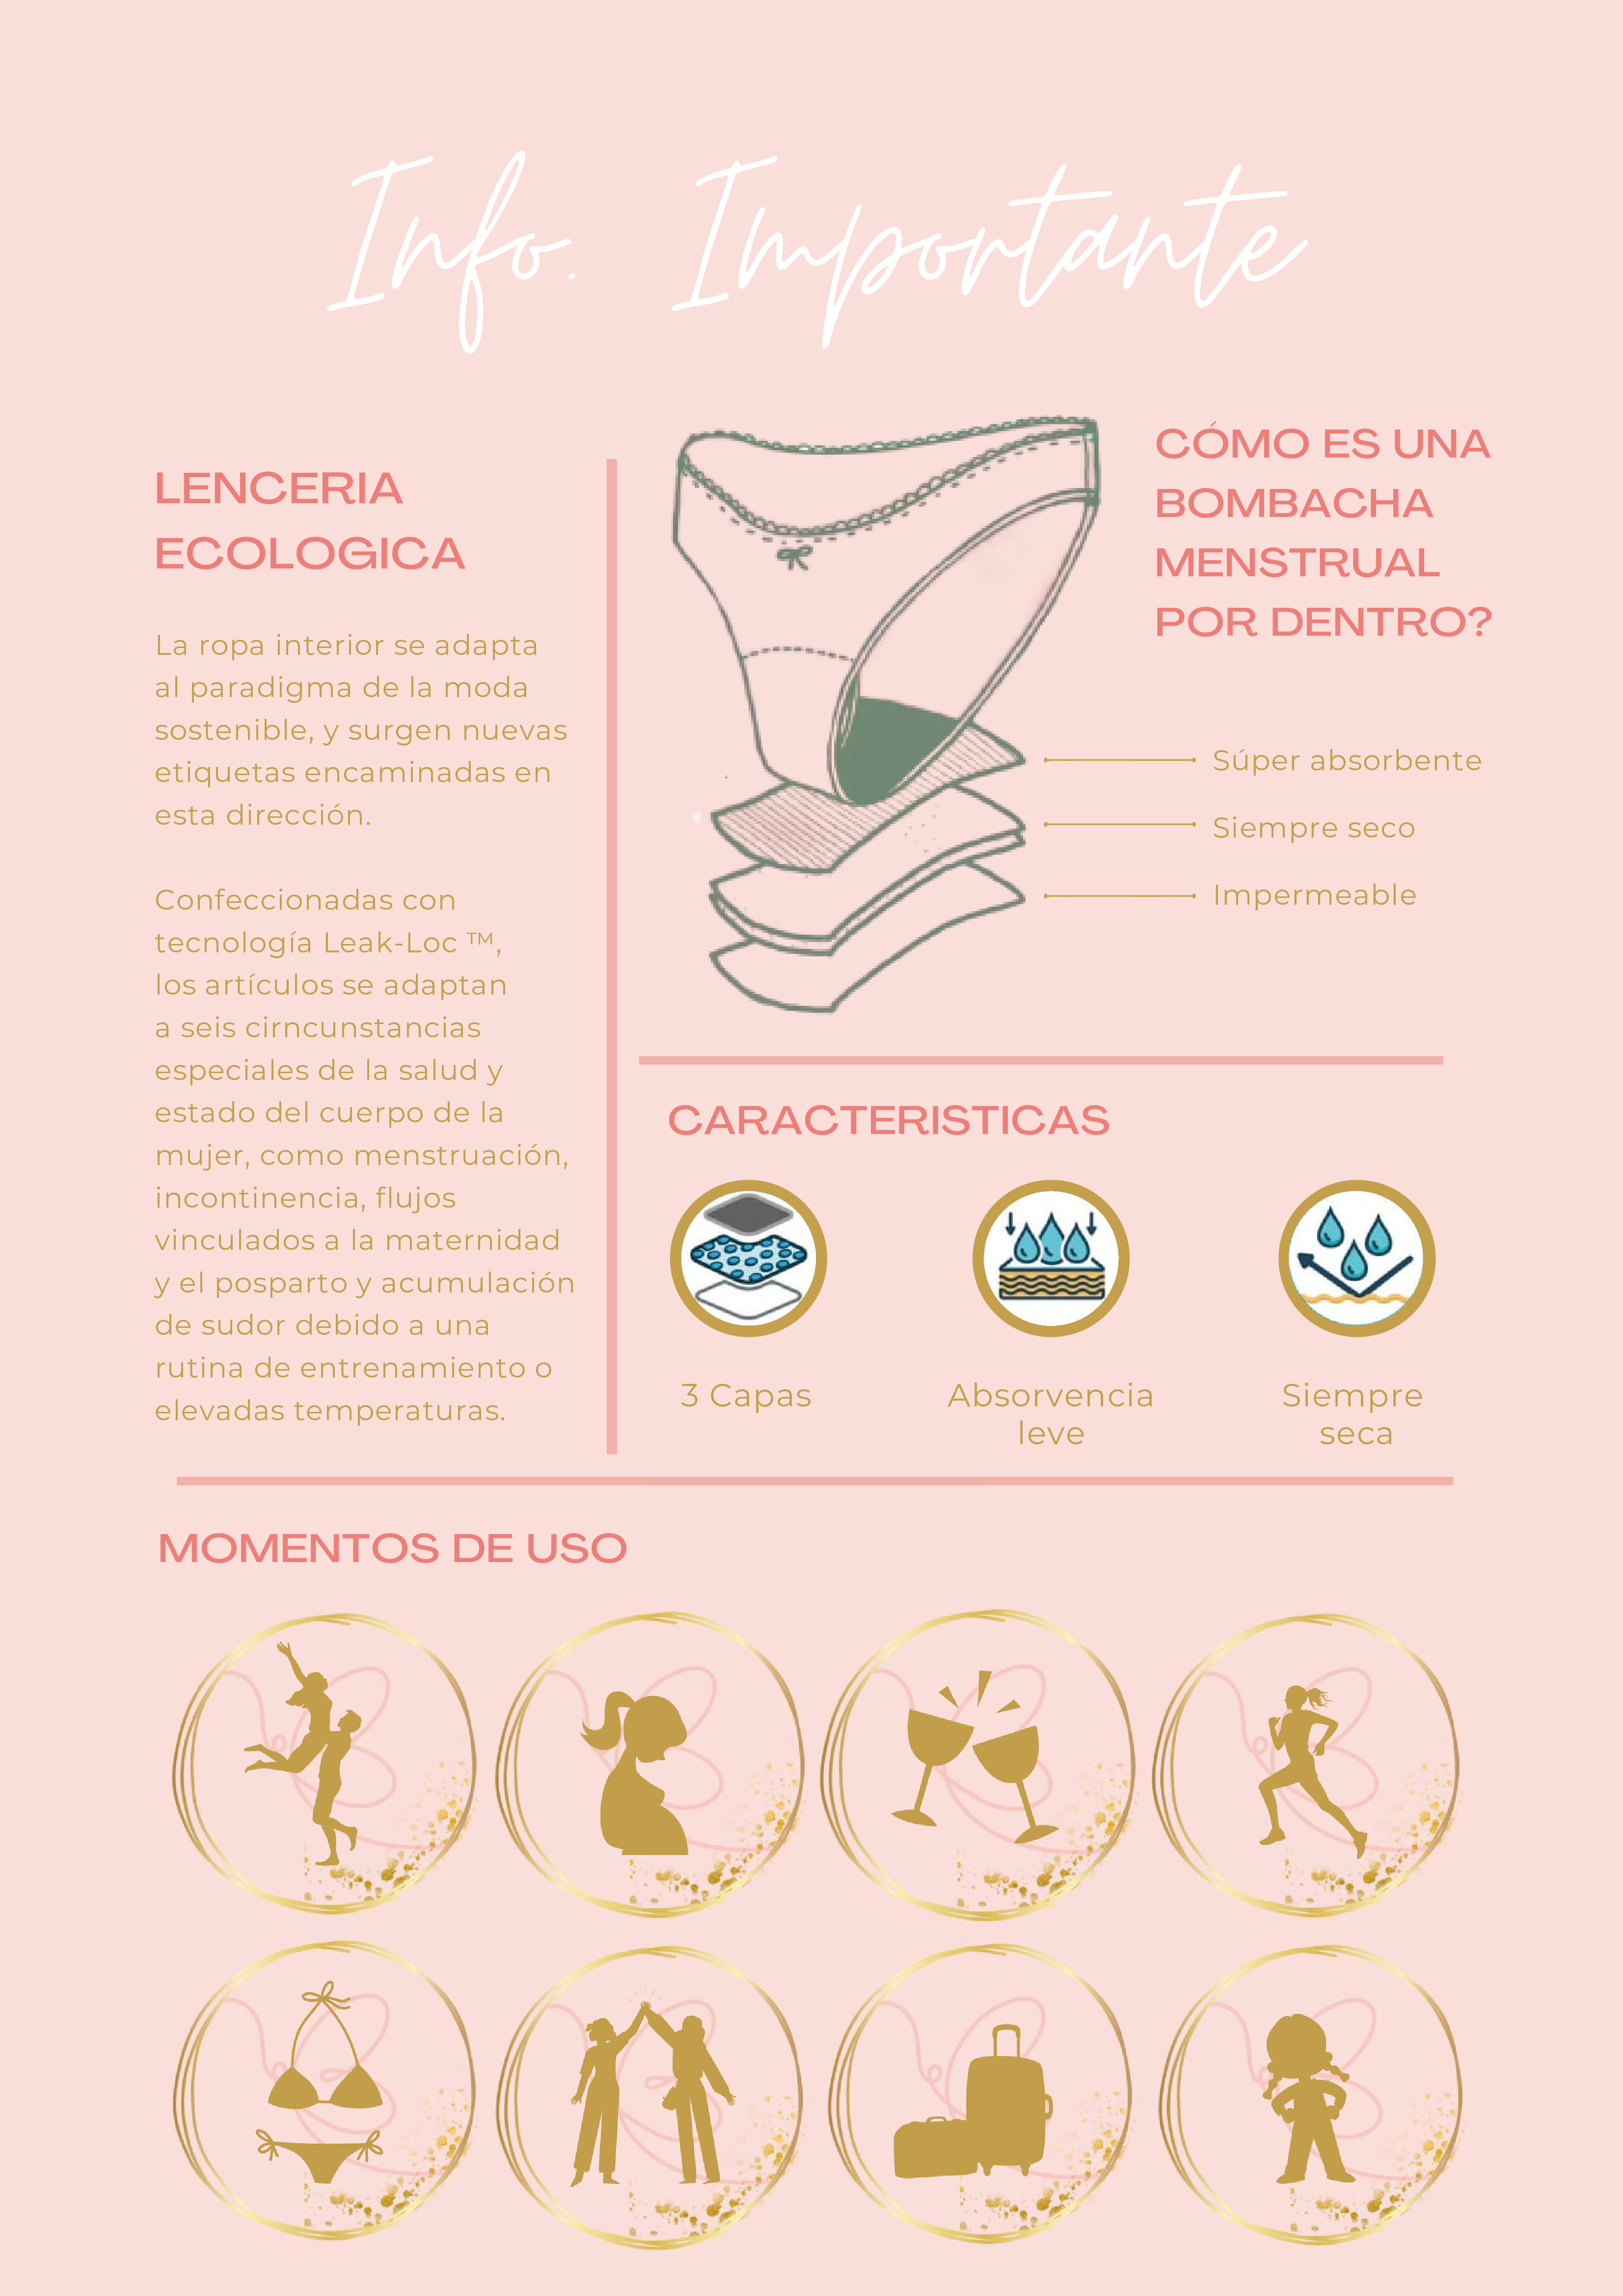 Info. Importante
LENCERIA
ECOLOGICA
La ropa interior se adapta
al paradigma de la moda
sostenible, y surgen nuevas
etiquetas encaminadas en
esta dirección.
Confeccionadas con
tecnología Leak-Loc ™,
los artículos se adaptan
a seis cirncunstancias
especiales de la salud y
estado del cuerpo de la
mujer, como menstruación,
incontinencia, flujos
vinculados a la maternidad
y el posparto y acumulación
de sudor debido a una
rutina de entrenamiento o
elevadas temperaturas.
CÓMO ES UNA
BOMBACHA
MENSTRUAL
POR DENTRO?
Súper absorbente
Siempre seco
Impermeable
CARACTERISTICAS
3 Capas
Absorvencia
leve
Siempre
seca
MOMENTOS DE USO